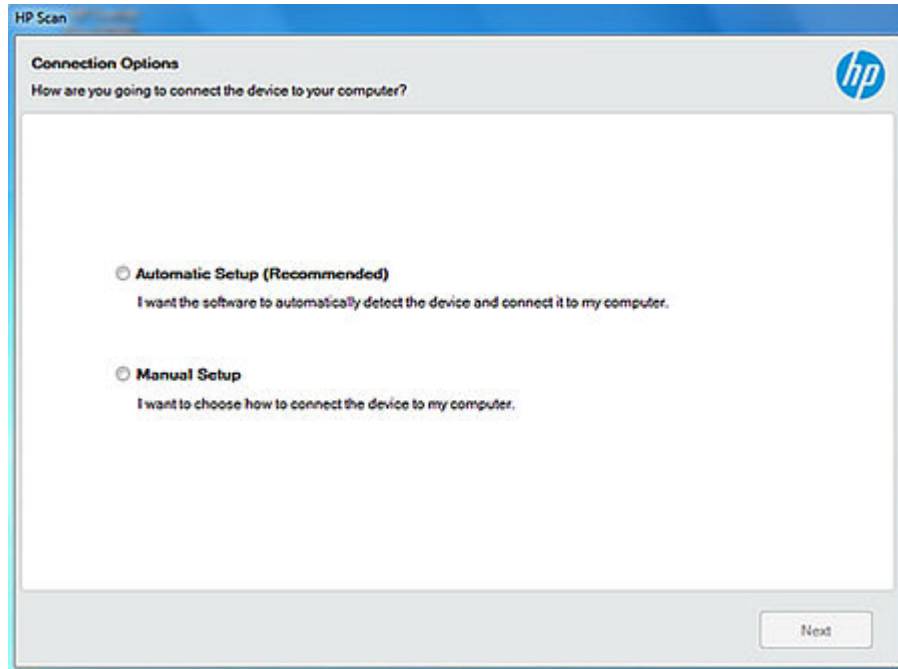 HP Scan
Connection Options
hp
How are you going to connect the device to your computer?
Automatic Setup (Recommended)
I want the software to automatically detect the device and connect it to my computer.
Manual Setup
I want to choose how to connect the device to my computer.
Next